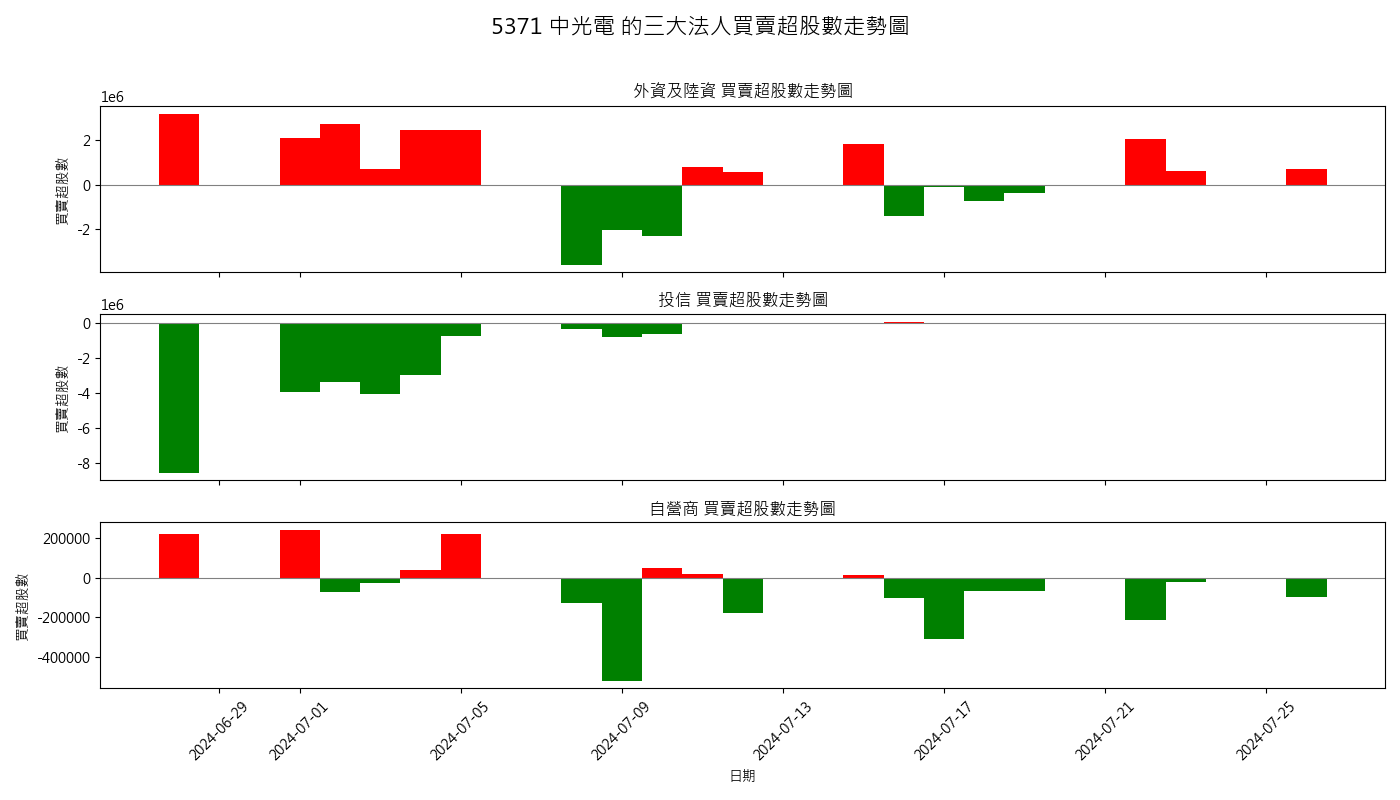 5371 中光電 的三大法人買賣超股數走勢圖
外資及陸資 買賣超股數走勢圖
1e6
買賣超股數
2
0
-2
投信 買賣超股數走勢圖
1e6
買賣超股數
0
-2
-4
-6
-8
自營商 買賣超股數走勢圖
買賣超股數
200000
0
-200000
-400000
2024-06-29
2024-07-01
2024-07-05
2024-07-09
2024-07-13
2024-07-17
2024-07-21
2024-07-25
日期